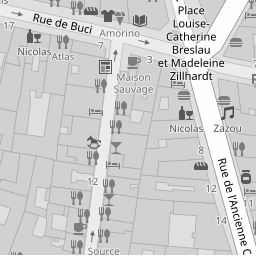 Rue de Buci
17
Nicolas
Atlas
7
Amorino
3
Maison
Sauvage
Place
Louise-
Catherine
Breslau
et Madeleine
Zillhardt
Nicolas
Zazou
8
12
14
12
Source
Rue de l'Ancienne C